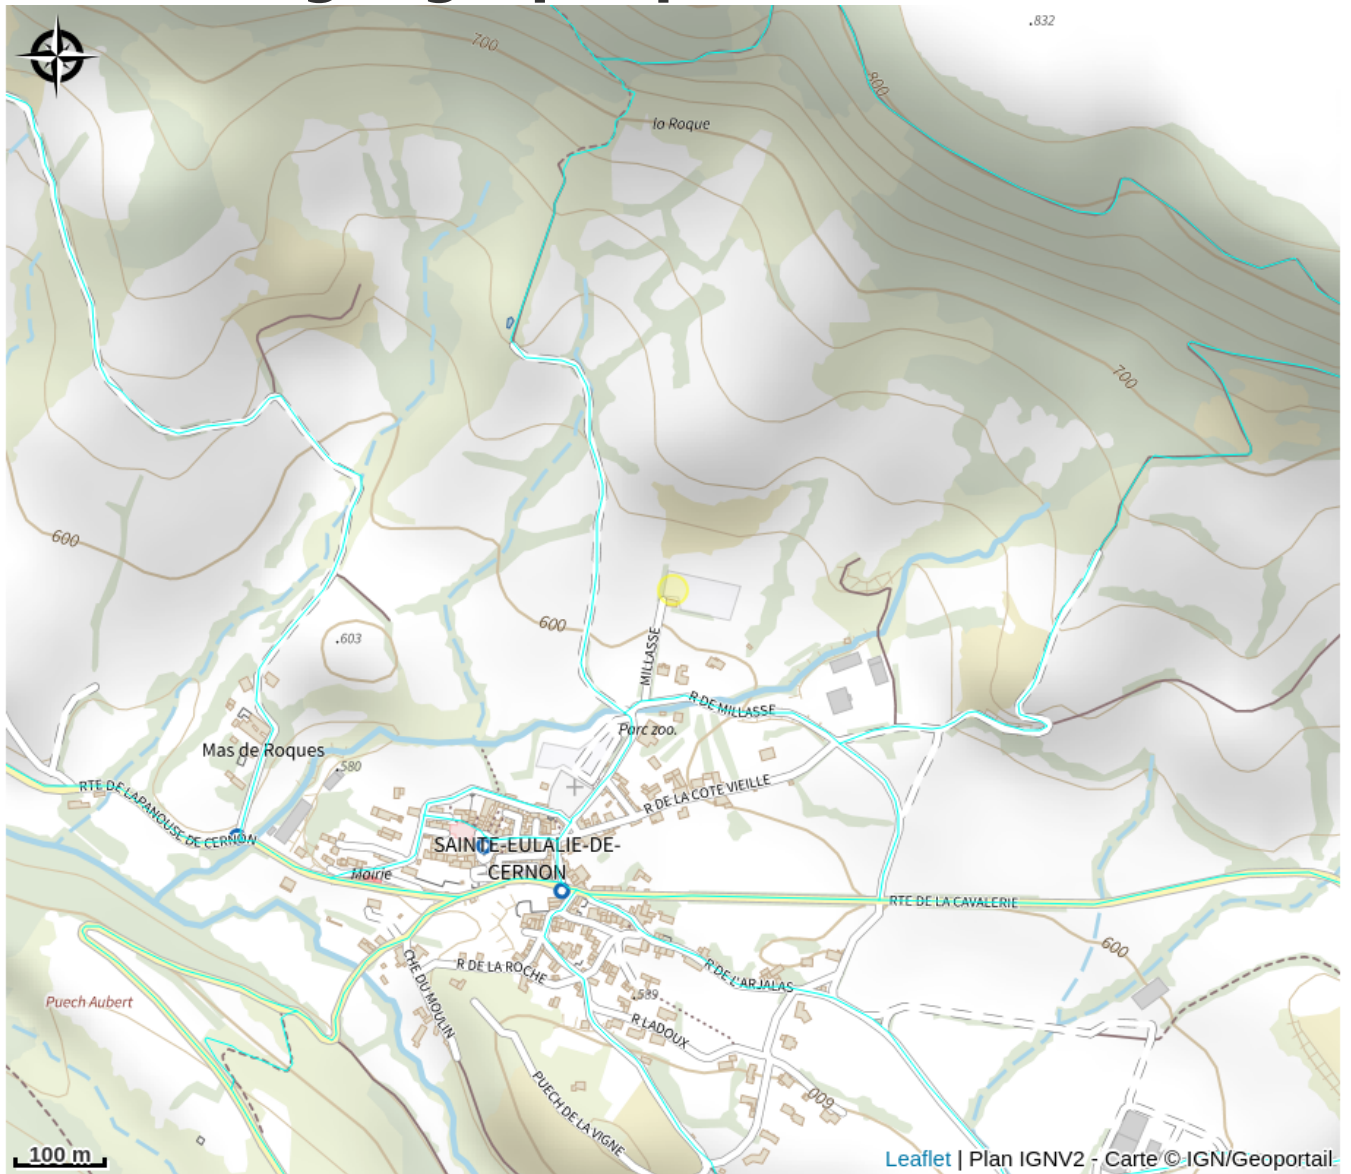 .832
700
800
la Roque
700
600
.603
600
MILLASSE
R DE MILLASSE
Parc zoo.
Mas de Roques
.580
RTE DE LAPANOUSE DE CERNON
R DE LA COTE VIEILLE
SAINTE-EULALIE-DE-
CERNON
Mairie
RTE DE LA CAVALERIE
600
CHE DU MOULIN
R DE LA ROCHE
R DE L'ARJALAS
Puech Aubert
.589
R LADOUX
PUECH DE LA VIGNE
600
100 m
Leaflet | Plan IGNV2 - Carte © IGN/Geoportail